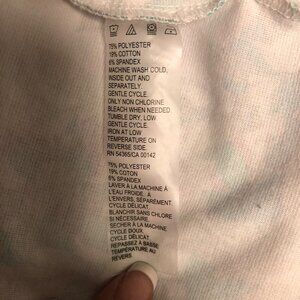 75% POLYESTER
19% COTTON
6% SPANDEX
MACHINE WASH COLD,
INSIDE OUT AND
SEPARATELY.
GENTLE CYCLE.
ONLY NON CHLORINE
BLEACH WHEN NEEDED.
TUMBLE DRY, LOW
GENTLE CYCLE.
IRON AT LOW
TEMPERATURE ON
REVERSE SIDE.
RN 54365/CA 00142
75% POLYESTER
19% COTON
6% SPANDEX
LAVER À LA MACHINE À
L'EAU FROIDE, À
L'ENVERS, SÉPARÉMENT.
CYCLE DÉLICAT.
BLANCHIR SANS CHLORE
SI NÉCESSAIRE.
SÉCHER À LA MACHINE
CYCLE DOUX
CYCLE DÉLICAT.
REPASSEZ À BASSE
TEMPÉRATURE AU
REVERS.